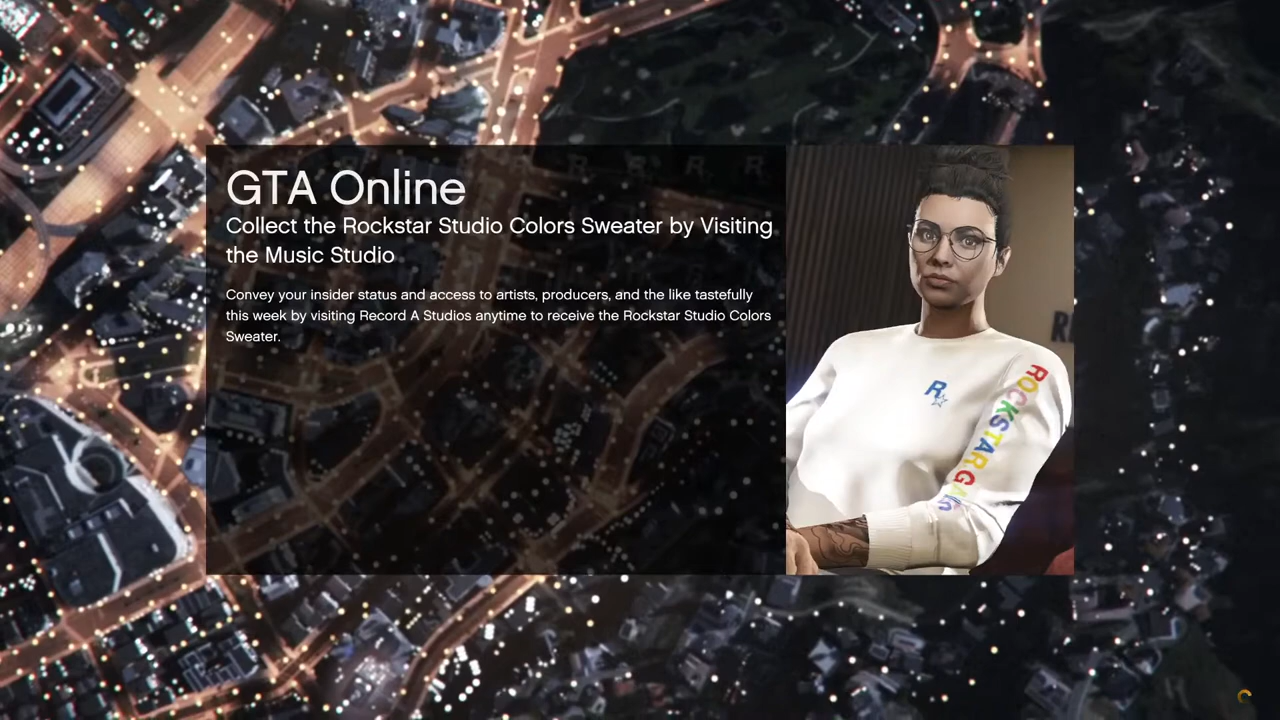 GTA Online
Collect the Rockstar Studio Colors Sweater by Visiting
the Music Studio
Convey your insider status and access to artists, producers, and the like tastefully
this week by visiting Record A Studios anytime to receive the Rockstar Studio Colors
Sweater.
R
ROCKSTAR GA